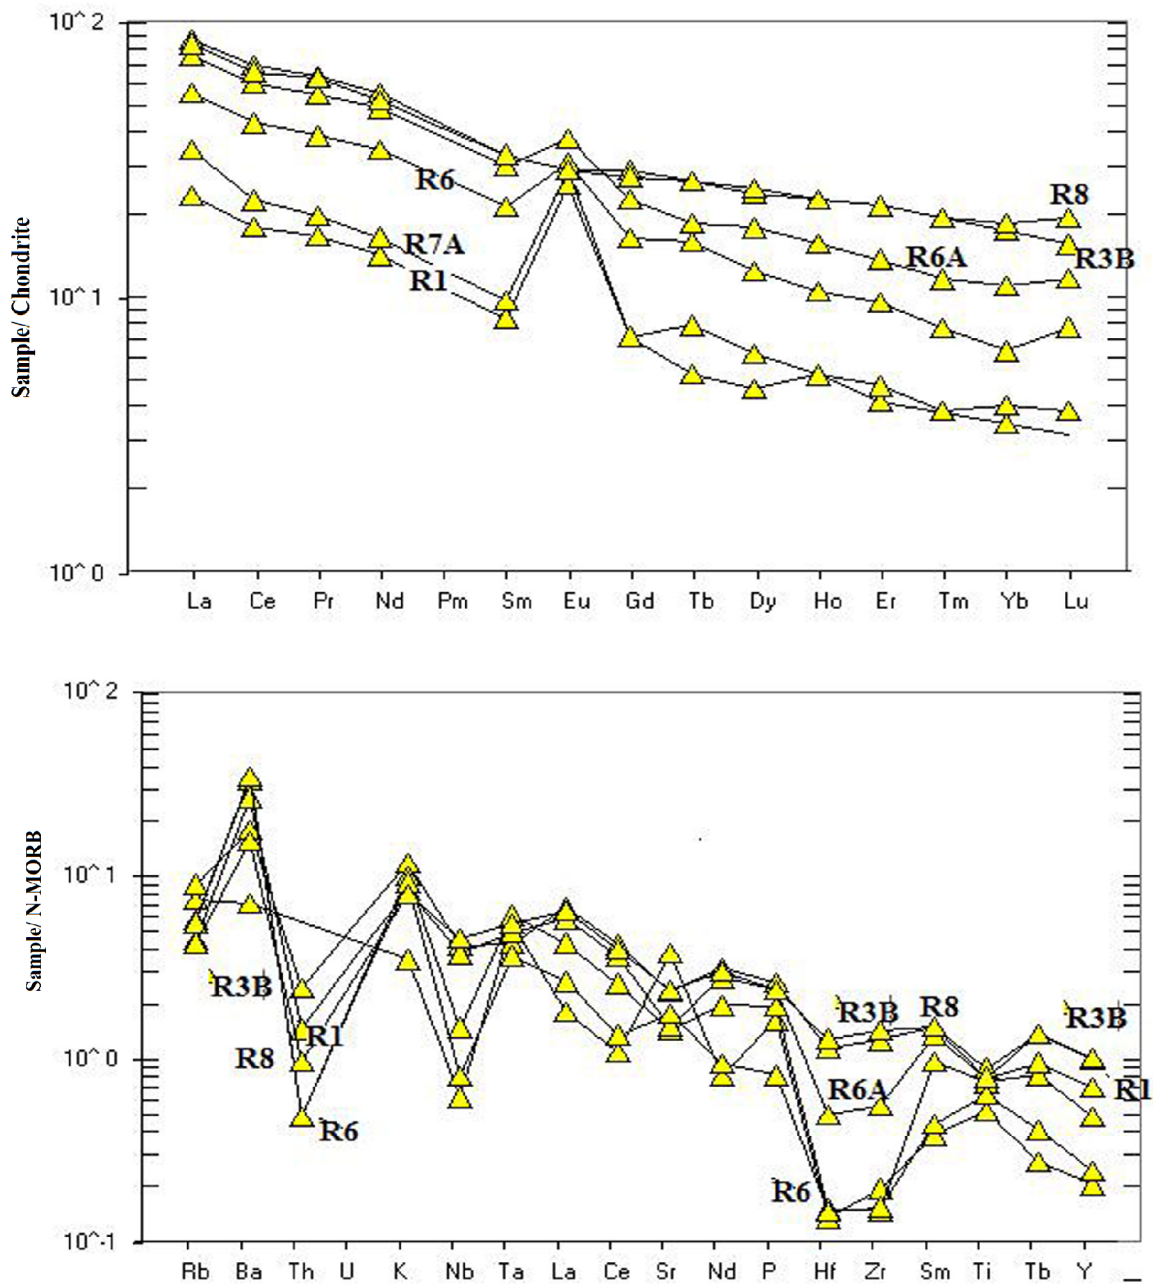 10^2
R6
R8
R7A
R6A
R3B
R1
10^1
Sample/ Chondrite
10^0
La Ce Pr Nd Pm Sm Eu Gd Tb Dy Ho Er Tm Yb Lu
10^2
10^1
Sample/ N-MORB
R3B
R3B
R8
R3B
R1
R8
10^0
R6A
R1
R6
R6
10^-1
Rb Ba Th U K Nb Ta La Ce Sr Nd P Hf Zr Sm Ti Tb Y